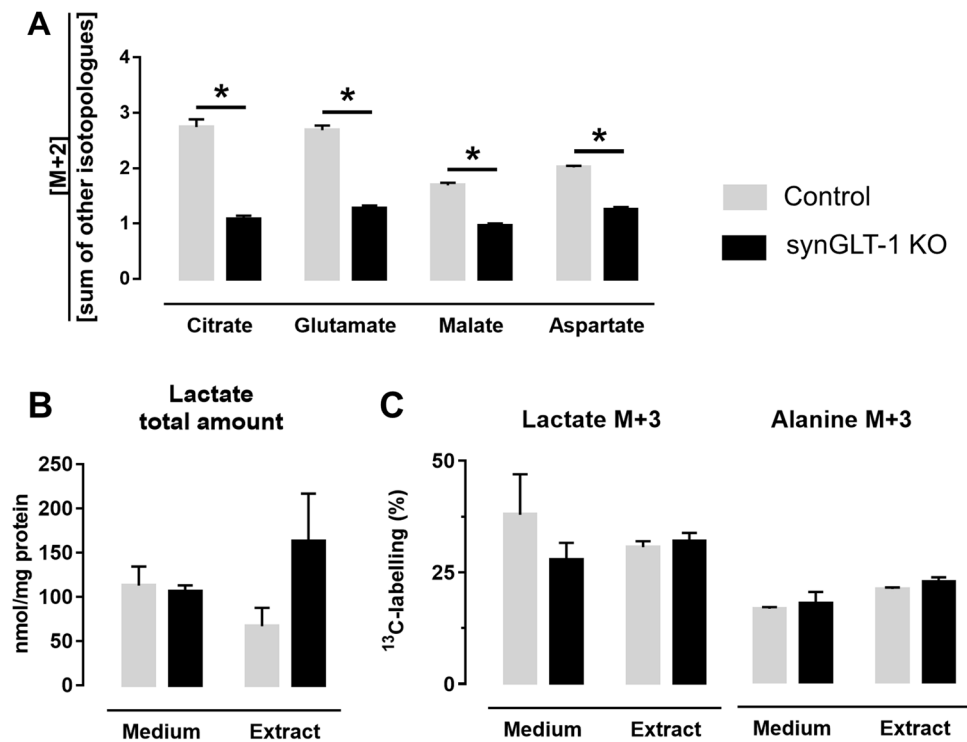 A
[M+2]
[sum of other isotopologues]
4
3
2
1
0
*
*
*
*
Citrate
Glutamate
Malate
Aspartate
Control
synGLT-1 KO
B
Lactate
total amount
nmol/mg protein
250
200
150
100
50
0
Medium
Extract
C
Lactate M+3
Alanine M+3
¹³C-labelling (%)
50
25
0
Medium
Extract
Medium
Extract